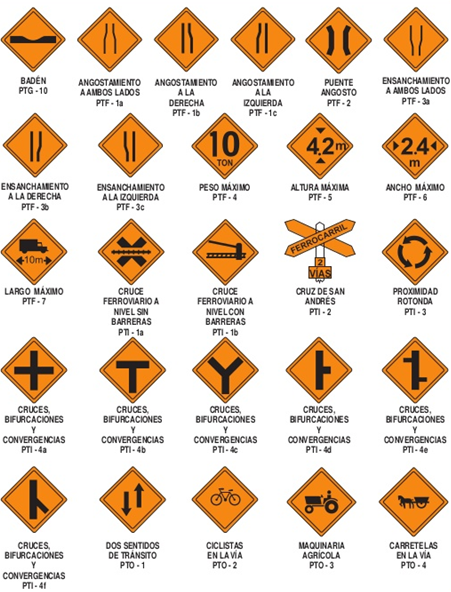 10
TON
4.2m
2.4
m
10m
FERROCARRIL
2
VÍAS
BADÉN
PTG - 10
ANGOSTAMIENTO
A AMBOS LADOS
PTF - 1a
ANGOSTAMIENTO
A LA
DERECHA
PTF - 1b
ANGOSTAMIENTO
A LA
IZQUIERDA
PTF - 1c
PUENTE
ANGOSTO
PTF - 2
ENSANCHAMIENTO
A AMBOS LADOS
PTF - 3a
ENSANCHAMIENTO
A LA DERECHA
PTF - 3b
ENSANCHAMIENTO
A LA IZQUIERDA
PTF - 3c
PESO MÁXIMO
PTF - 4
ALTURA MÁXIMA
PTF - 5
ANCHO MÁXIMO
PTF - 6
LARGO MÁXIMO
PTF - 7
CRUCE
FERROVIARIO A
NIVEL SIN
BARRERAS
PTI - 1a
CRUCE
FERROVIARIO A
NIVEL CON
BARRERAS
PTI - 1b
CRUZ DE SAN
ANDRÉS
PTI - 2
PROXIMIDAD
ROTONDA
PTI - 3
CRUCES,
BIFURCACIONES
Y
CONVERGENCIAS
PTI - 4a
CRUCES,
BIFURCACIONES
Y
CONVERGENCIAS
PTI - 4b
CRUCES,
BIFURCACIONES
Y
CONVERGENCIAS
PTI - 4c
CRUCES,
BIFURCACIONES
Y
CONVERGENCIAS
PTI - 4d
CRUCES,
BIFURCACIONES
Y
CONVERGENCIAS
PTI - 4e
CRUCES,
BIFURCACIONES
Y
CONVERGENCIAS
PTI - 4f
DOS SENTIDOS
DE TRÁNSITO
PTO - 1
CICLISTAS
EN LA VÍA
PTO - 2
MAQUINARIA
AGRÍCOLA
PTO - 3
CARRETELAS
EN LA VÍA
PTO - 4